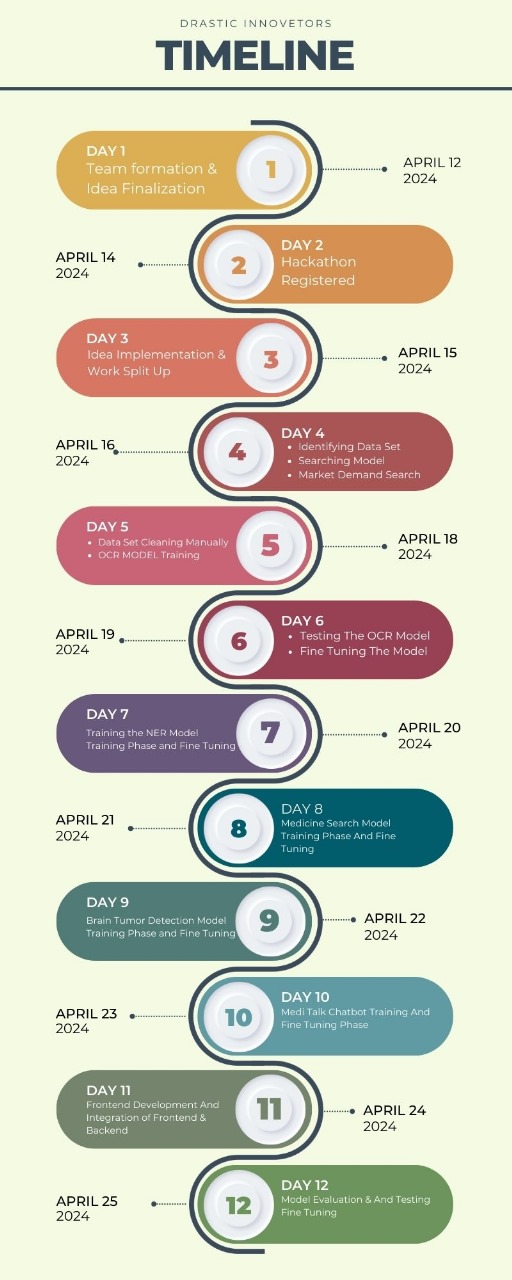 DRASTIC INNOVETORS
TIMELINE
DAY 1
Team formation &
Idea Finalization
1
APRIL 12
2024
APRIL 14
2024
2
DAY 2
Hackathon
Registered
DAY 3
Idea Implementation &
Work Split Up
3
APRIL 15
2024
APRIL 16
2024
4
DAY 4
• Identifying Data Set
• Searching Model
• Market Demand Search
DAY 5
• Data Set Cleaning Manually
• OCR MODEL Training
5
APRIL 18
2024
APRIL 19
2024
6
DAY 6
• Testing The OCR Model
• Fine Tuning The Model
DAY 7
Training the NER Model
Training Phase and Fine Tuning
7
APRIL 20
2024
APRIL 21
2024
8
DAY 8
Medicine Search Model
Training Phase And Fine
Tuning
DAY 9
Brain Tumor Detection Model
Training Phase and Fine Tuning
9
APRIL 22
2024
APRIL 23
2024
10
DAY 10
Medi Talk Chatbot Training And
Fine Tuning Phase
DAY 11
Frontend Development And
Integration of Frontend &
Backend
11
APRIL 24
2024
APRIL 25
2024
12
DAY 12
Model Evaluation & And Testing
Fine Tuning